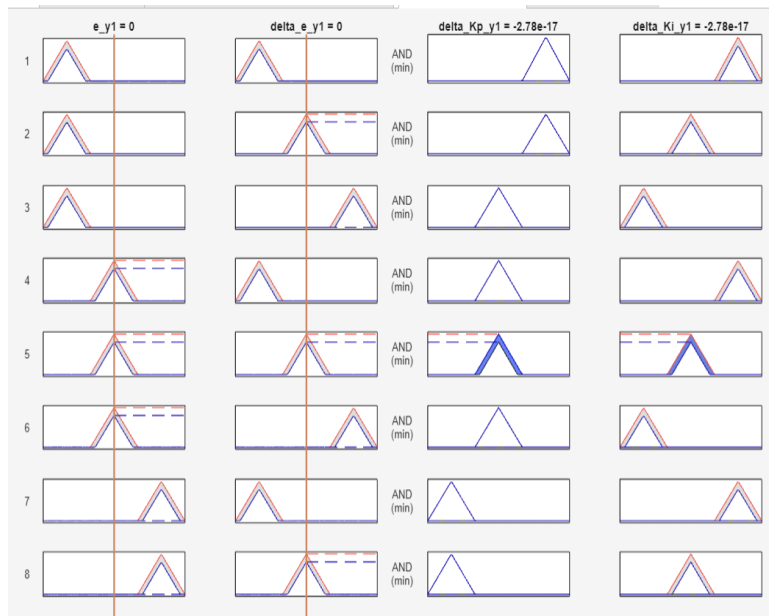 e_y1 = 0 delta_e_y1 = 0 delta_Kp_y1 = -2.78e-17 delta_Ki_y1 = -2.78e-17
1 AND
(min)
2 AND
(min)
3 AND
(min)
4 AND
(min)
5 AND
(min)
6 AND
(min)
7 AND
(min)
8 AND
(min)